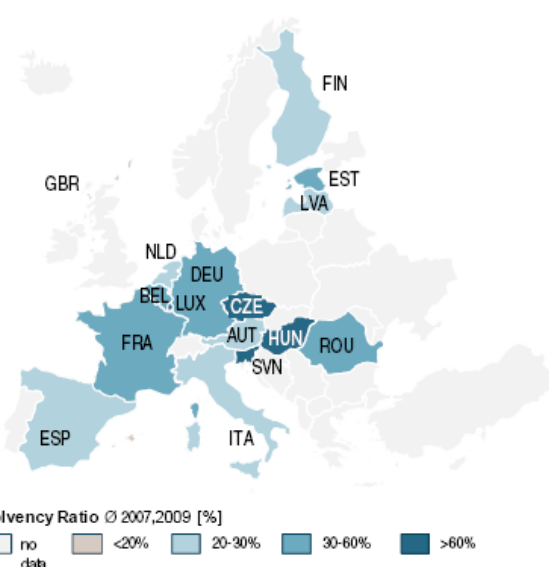 FIN
EST
GBR
LVA
NLD
DEU
BEL
LUX
CZE
AUT
HUN
ROU
FRA
SVN
ESP
ITA
lvency Ratio Ø 2007,2009 [%]
no data
<20%
20-30%
30-60%
>60%